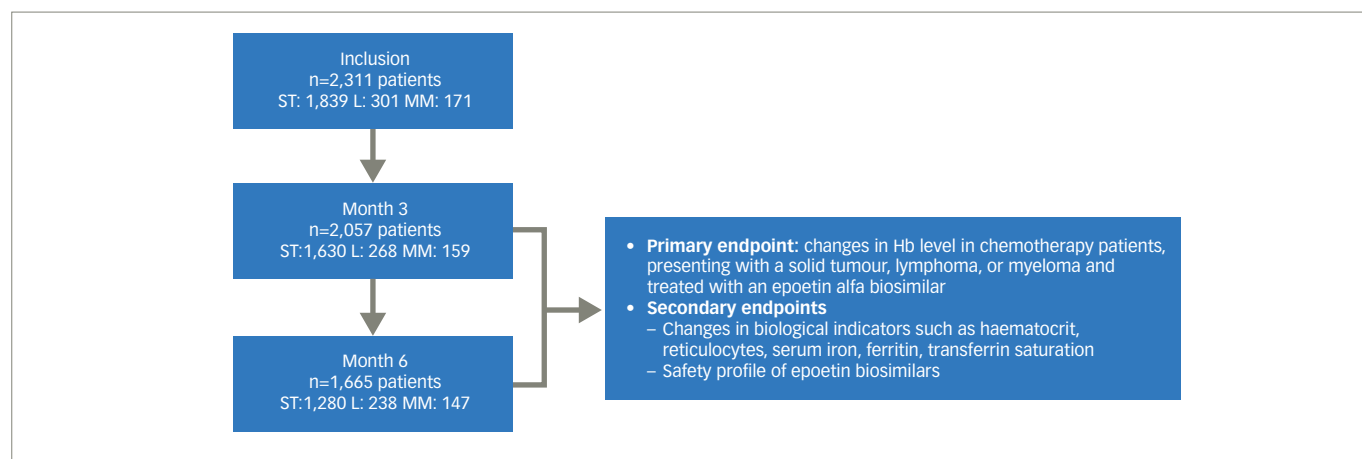 Inclusion
n=2,311 patients
ST: 1,839 L: 301 MM: 171
Month 3
n=2,057 patients
ST:1,630 L: 268 MM: 159
Month 6
n=1,665 patients
ST:1,280 L: 238 MM: 147
• Primary endpoint: changes in Hb level in chemotherapy patients,
presenting with a solid tumour, lymphoma, or myeloma and
treated with an epoetin alfa biosimilar
• Secondary endpoints
– Changes in biological indicators such as haematocrit,
reticulocytes, serum iron, ferritin, transferrin saturation
– Safety profile of epoetin biosimilars